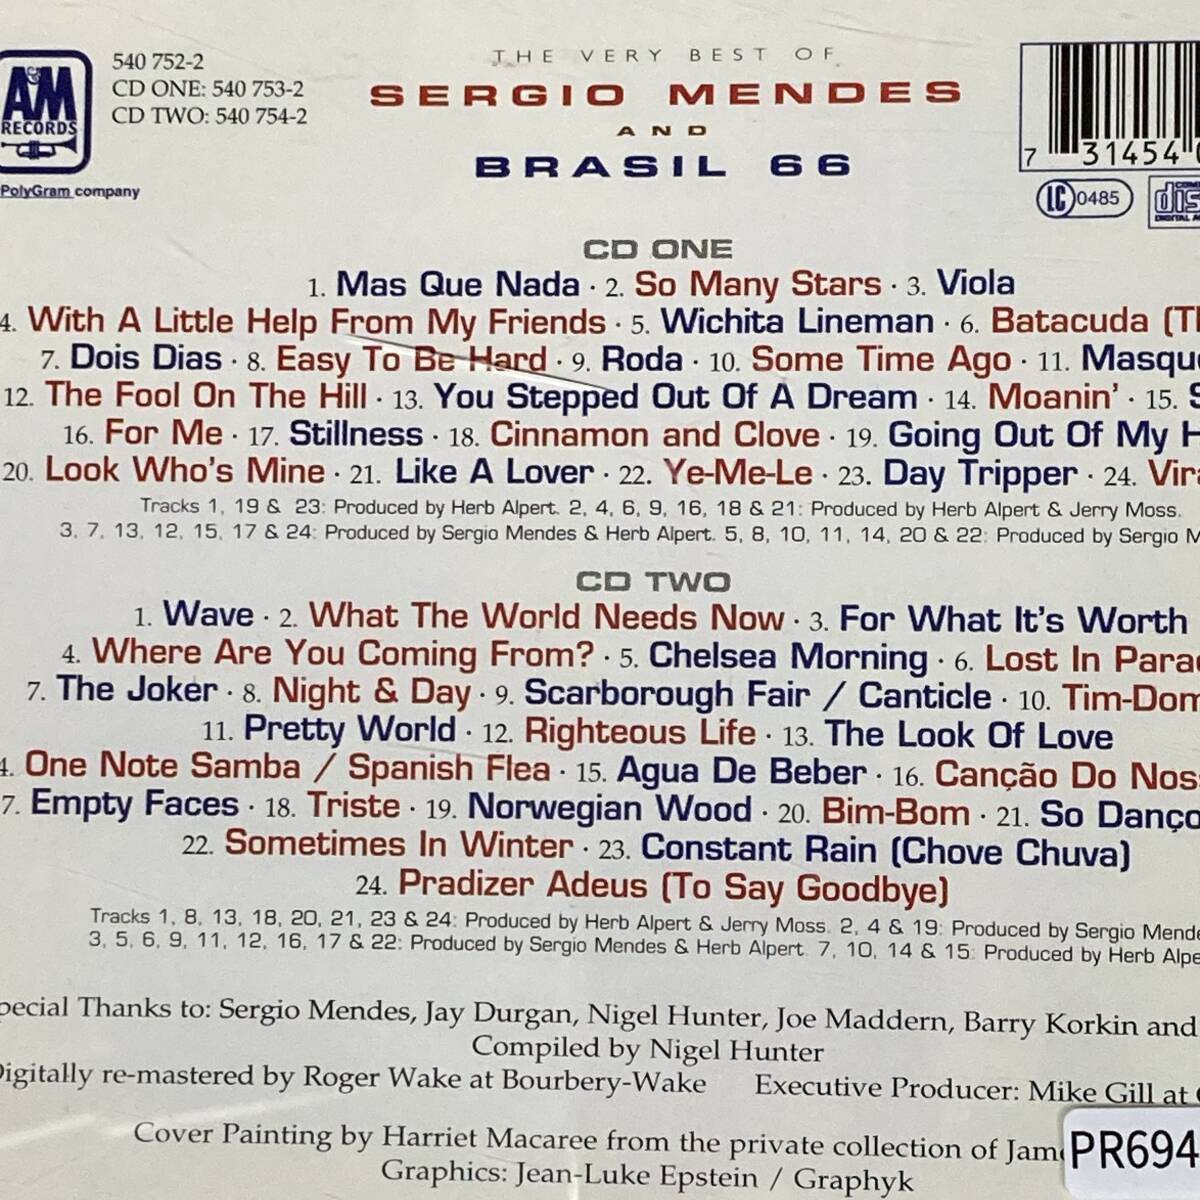 A&M
RECORDS
PolyGram company
540 752-2
CD ONE: 540 753-2
CD TWO: 540 754-2
THE VERY BEST OF
SERGIO MENDES
AND
BRASIL 66
7 31454
LC 0485
CD ONE
1. Mas Que Nada · 2. So Many Stars · 3. Viola
4. With A Little Help From My Friends · 5. Wichita Lineman · 6. Batacuda
7. Dois Dias · 8. Easy To Be Hard · 9. Roda · 10. Some Time Ago · 11.
12. The Fool On The Hill · 13. You Stepped Out Of A Dream · 14. Moanin' · 15.
16. For Me · 17. Stillness · 18. Cinnamon and Clove · 19. Going Out Of My
20. Look Who's Mine · 21. Like A Lover · 22. Ye-Me-Le · 23. Day Tripper · 24.
Tracks 1, 19 & 23: Produced by Herb Alpert. 2, 4, 6, 9, 16, 18 & 21: Produced by Herb Alpert & Jerry Moss.
3, 7, 13, 12, 15, 17 & 24: Produced by Sergio Mendes & Herb Alpert. 5, 8, 10, 11, 14, 20 & 22: Produced by Sergio
CD TWO
1. Wave · 2. What The World Needs Now · 3. For What It's Worth
4. Where Are You Coming From? · 5. Chelsea Morning · 6. Lost In
7. The Joker · 8. Night & Day · 9. Scarborough Fair / Canticle · 10.
11. Pretty World · 12. Righteous Life · 13. The Look Of Love
4. One Note Samba / Spanish Flea · 15. Agua De Beber · 16. Canção Do
7. Empty Faces · 18. Triste · 19. Norwegian Wood · 20. Bim-Bom · 21. So Danço
22. Sometimes In Winter · 23. Constant Rain (Chove Chuva)
24. Pradizer Adeus (To Say Goodbye)
Tracks 1, 8, 13, 18, 20, 21, 23 & 24: Produced by Herb Alpert & Jerry Moss. 2, 4 & 19: Produced by Sergio
3, 5, 6, 9, 11, 12, 16, 17 & 22: Produced by Sergio Mendes & Herb Alpert. 7, 10, 14 & 15: Produced by Herb
Special Thanks to: Sergio Mendes, Jay Durgan, Nigel Hunter, Joe Maddern, Barry Korkin and
Compiled by Nigel Hunter
Digitally re-mastered by Roger Wake at Bourbery-Wake Executive Producer: Mike Gill at
Cover Painting by Harriet Macaree from the private collection of
Graphics: Jean-Luke Epstein / Graphyk
PR694